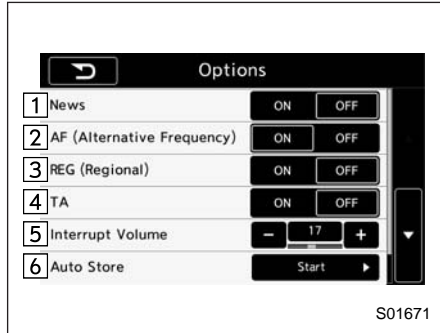 Options
1 News ON OFF
2 AF (Alternative Frequency) ON OFF
3 REG (Regional) ON OFF
4 TA ON OFF
5 Interrupt Volume − 17 +
6 Auto Store Start
S01671